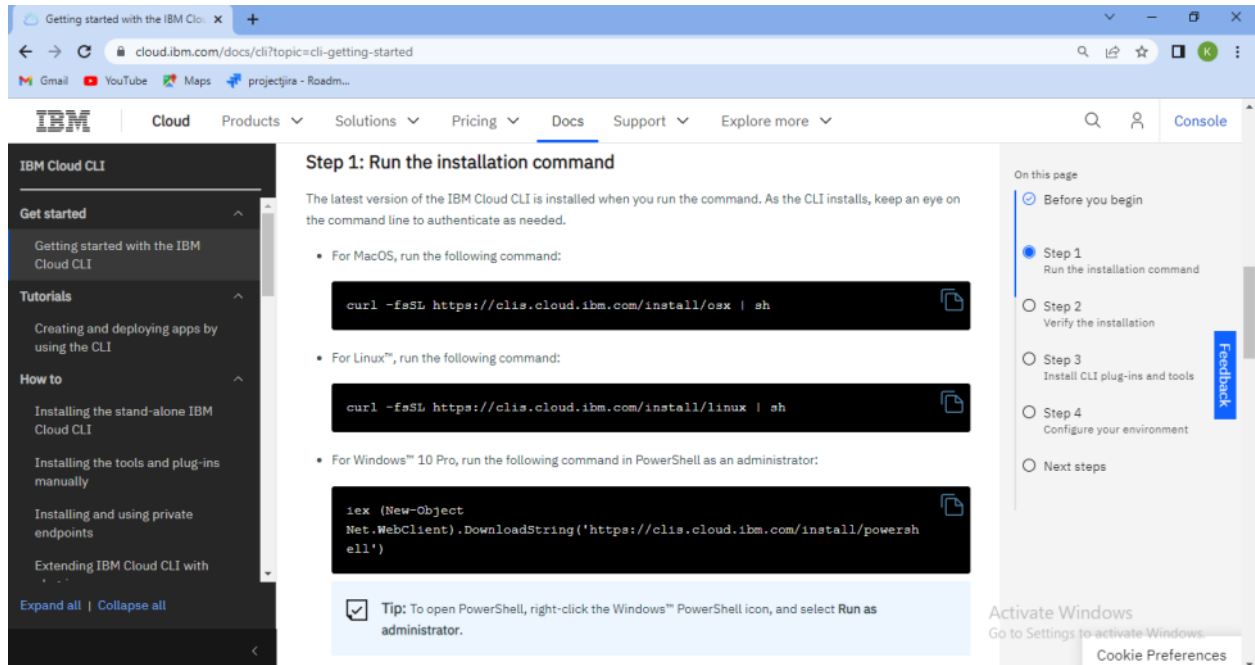 Getting started with the IBM Clo
cloud.ibm.com/docs/cli?topic=cli-getting-started
K
Gmail
YouTube
Maps
projectjira - Roadm...
IBM
Cloud
Products
Solutions
Pricing
Docs
Support
Explore more
Console
IBM Cloud CLI
Get started
Getting started with the IBM
Cloud CLI
Tutorials
Creating and deploying apps by
using the CLI
How to
Installing the stand-alone IBM
Cloud CLI
Installing the tools and plug-ins
manually
Installing and using private
endpoints
Extending IBM Cloud CLI with
Expand all | Collapse all
Step 1: Run the installation command
The latest version of the IBM Cloud CLI is installed when you run the command. As the CLI installs, keep an eye on
the command line to authenticate as needed.
• For MacOS, run the following command:
curl -fsSL https://clis.cloud.ibm.com/install/osx | sh
• For Linux™, run the following command:
curl -fsSL https://clis.cloud.ibm.com/install/linux | sh
• For Windows™ 10 Pro, run the following command in PowerShell as an administrator:
iex (New-Object
Net.WebClient).DownloadString('https://clis.cloud.ibm.com/install/powersh
ell')
Tip: To open PowerShell, right-click the Windows™ PowerShell icon, and select Run as
administrator.
On this page
Before you begin
Step 1
Run the installation command
Step 2
Verify the installation
Step 3
Install CLI plug-ins and tools
Step 4
Configure your environment
Next steps
Feedback
Activate Windows
Go to Settings to activate Windows.
Cookie Preferences